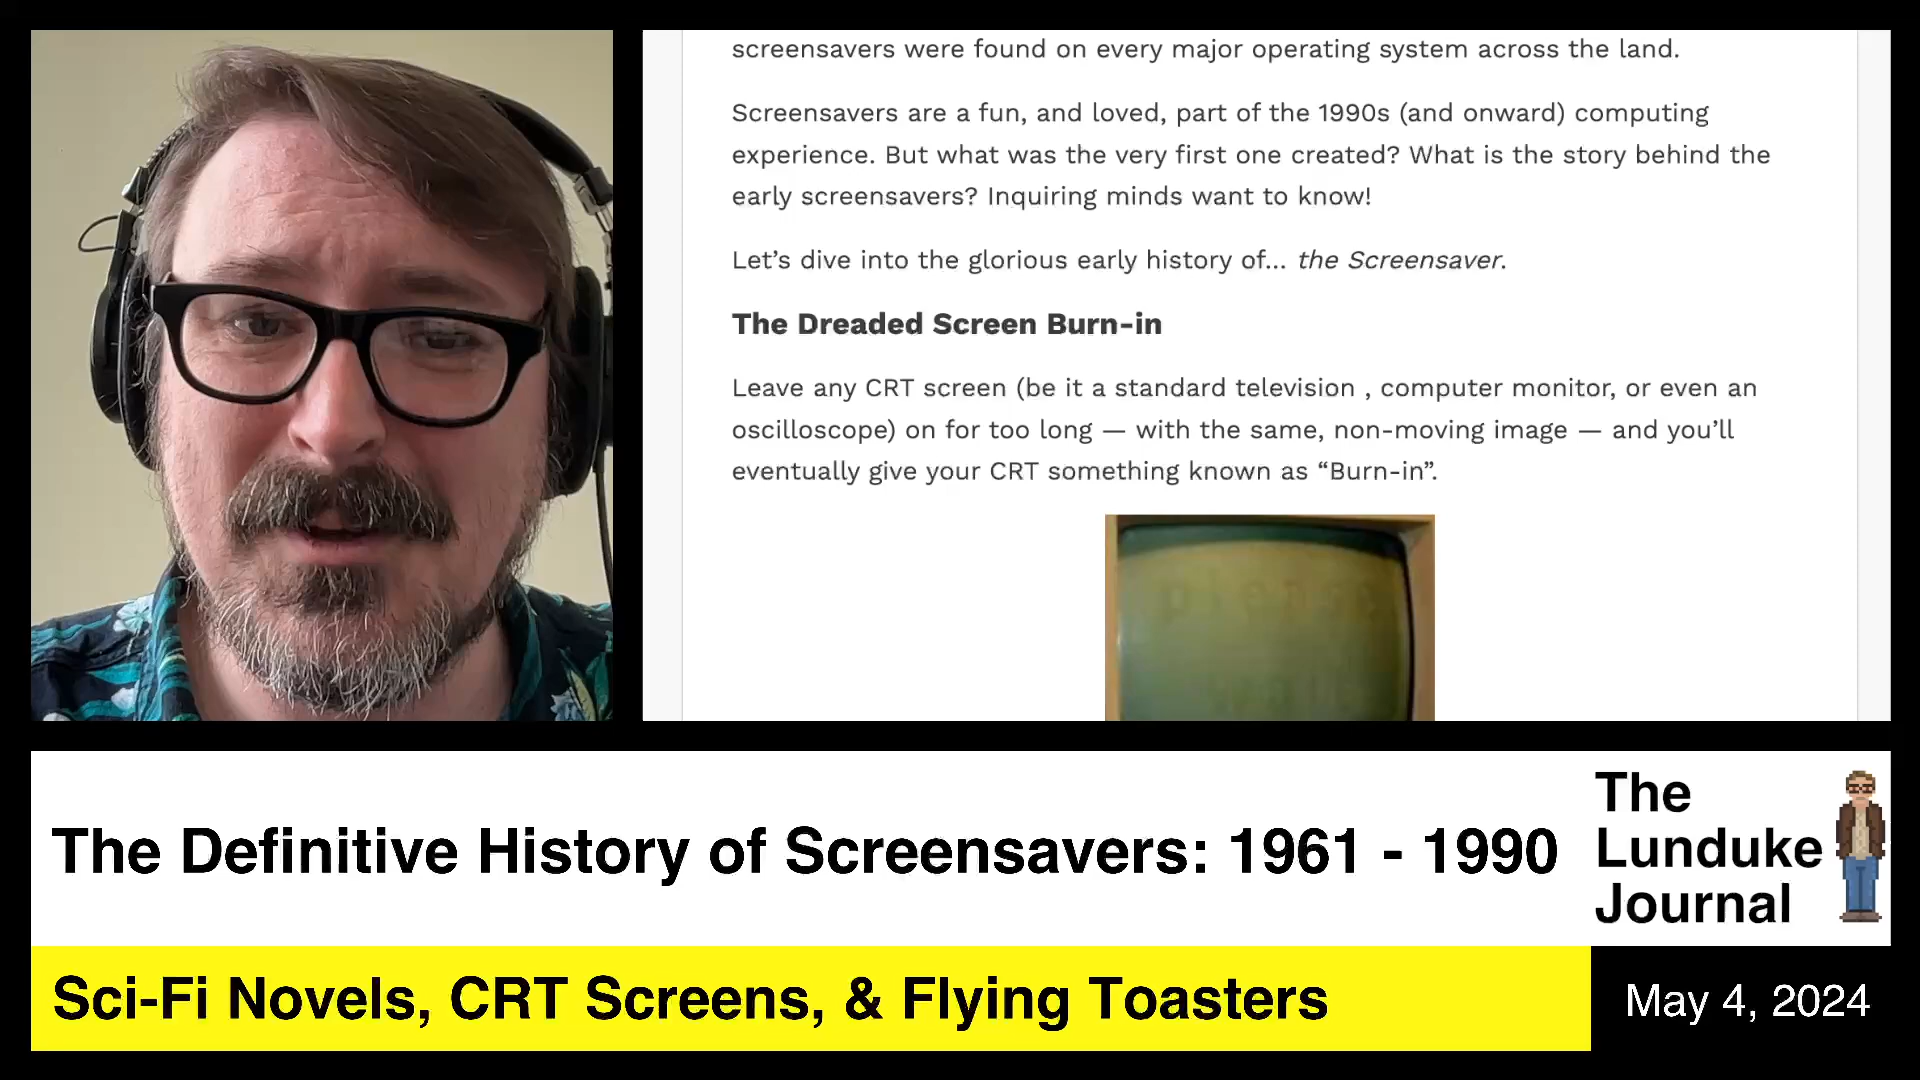 screensavers were found on every major operating system across the land.
Screensavers are a fun, and loved, part of the 1990s (and onward) computing
experience. But what was the very first one created? What is the story behind the
early screensavers? Inquiring minds want to know!
Let’s dive into the glorious early history of... the Screensaver.
The Dreaded Screen Burn-in
Leave any CRT screen (be it a standard television , computer monitor, or even an
oscilloscope) on for too long — with the same, non-moving image — and you’ll
eventually give your CRT something known as “Burn-in”.
please
The Definitive History of Screensavers: 1961 - 1990
The
Lunduke
Journal
Sci-Fi Novels, CRT Screens, & Flying Toasters
May 4, 2024